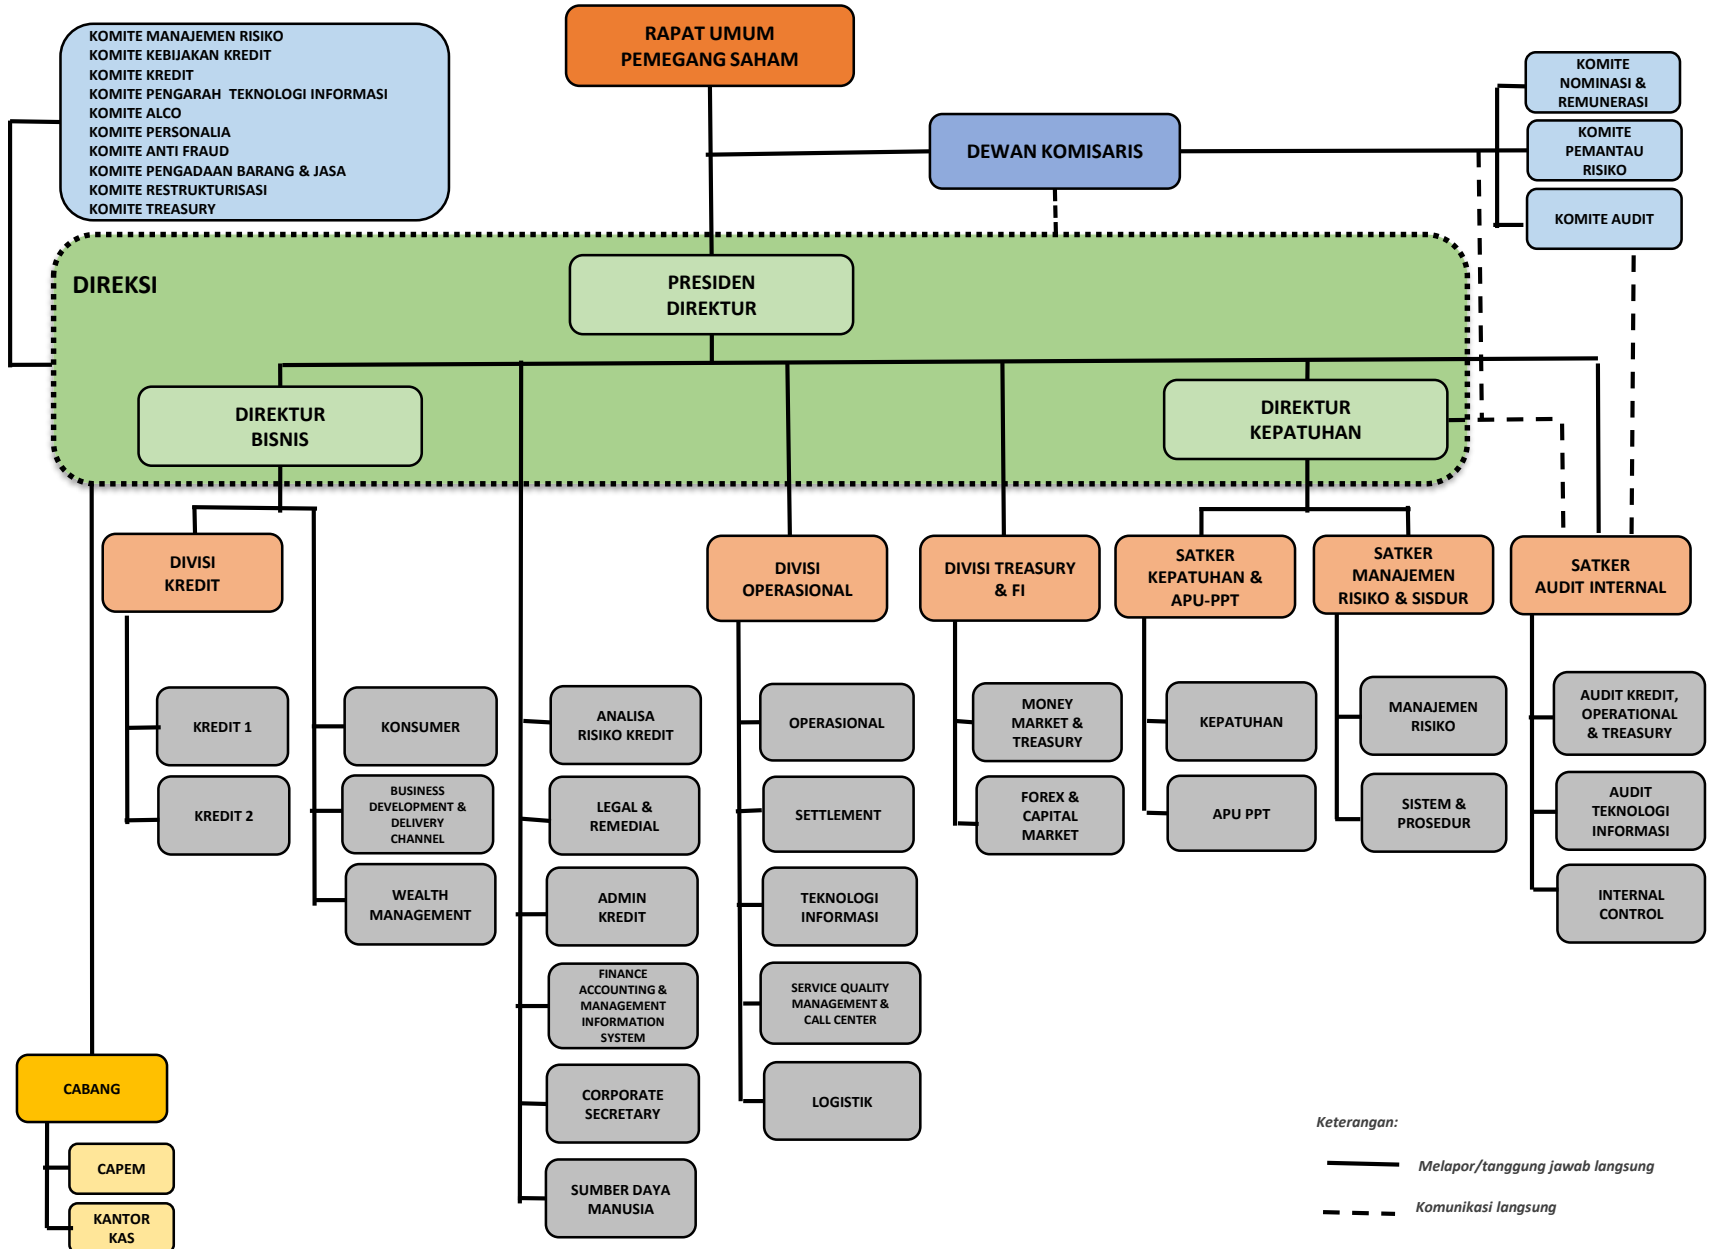 KOMITE MANAJEMEN RISIKO
KOMITE KEBIJAKAN KREDIT
KOMITE KREDIT
KOMITE PENGARAH TEKNOLOGI INFORMASI
KOMITE ALCO
KOMITE PERSONALIA
KOMITE ANTI FRAUD
KOMITE PENGADAAN BARANG & JASA
KOMITE RESTRUKTURISASI
KOMITE TREASURY
RAPAT UMUM
PEMEGANG SAHAM
DEWAN KOMISARIS
KOMITE
NOMINASI &
REMUNERASI
KOMITE
PEMANTAU
RISIKO
KOMITE AUDIT
DIREKSI
PRESIDEN
DIREKTUR
DIREKTUR
BISNIS
DIREKTUR
KEPATUHAN
DIVISI
KREDIT
DIVISI
OPERASIONAL
DIVISI TREASURY
& FI
SATKER
KEPATUHAN &
APU-PPT
SATKER
MANAJEMEN
RISIKO & SISDUR
SATKER
AUDIT INTERNAL
KREDIT 1
KREDIT 2
KONSUMER
BUSINESS
DEVELOPMENT &
DELIVERY
CHANNEL
WEALTH
MANAGEMENT
ANALISA
RISIKO KREDIT
LEGAL &
REMEDIAL
ADMIN
KREDIT
FINANCE
ACCOUNTING &
MANAGEMENT
INFORMATION
SYSTEM
CORPORATE
SECRETARY
SUMBER DAYA
MANUSIA
OPERASIONAL
SETTLEMENT
TEKNOLOGI
INFORMASI
SERVICE QUALITY
MANAGEMENT &
CALL CENTER
LOGISTIK
MONEY
MARKET &
TREASURY
FOREX &
CAPITAL
MARKET
KEPATUHAN
APU PPT
MANAJEMEN
RISIKO
SISTEM &
PROSEDUR
AUDIT KREDIT,
OPERATIONAL
& TREASURY
AUDIT
TEKNOLOGI
INFORMASI
INTERNAL
CONTROL
CABANG
CAPEM
KANTOR
KAS
Keterangan:
Melapor/tanggung jawab langsung
Komunikasi langsung